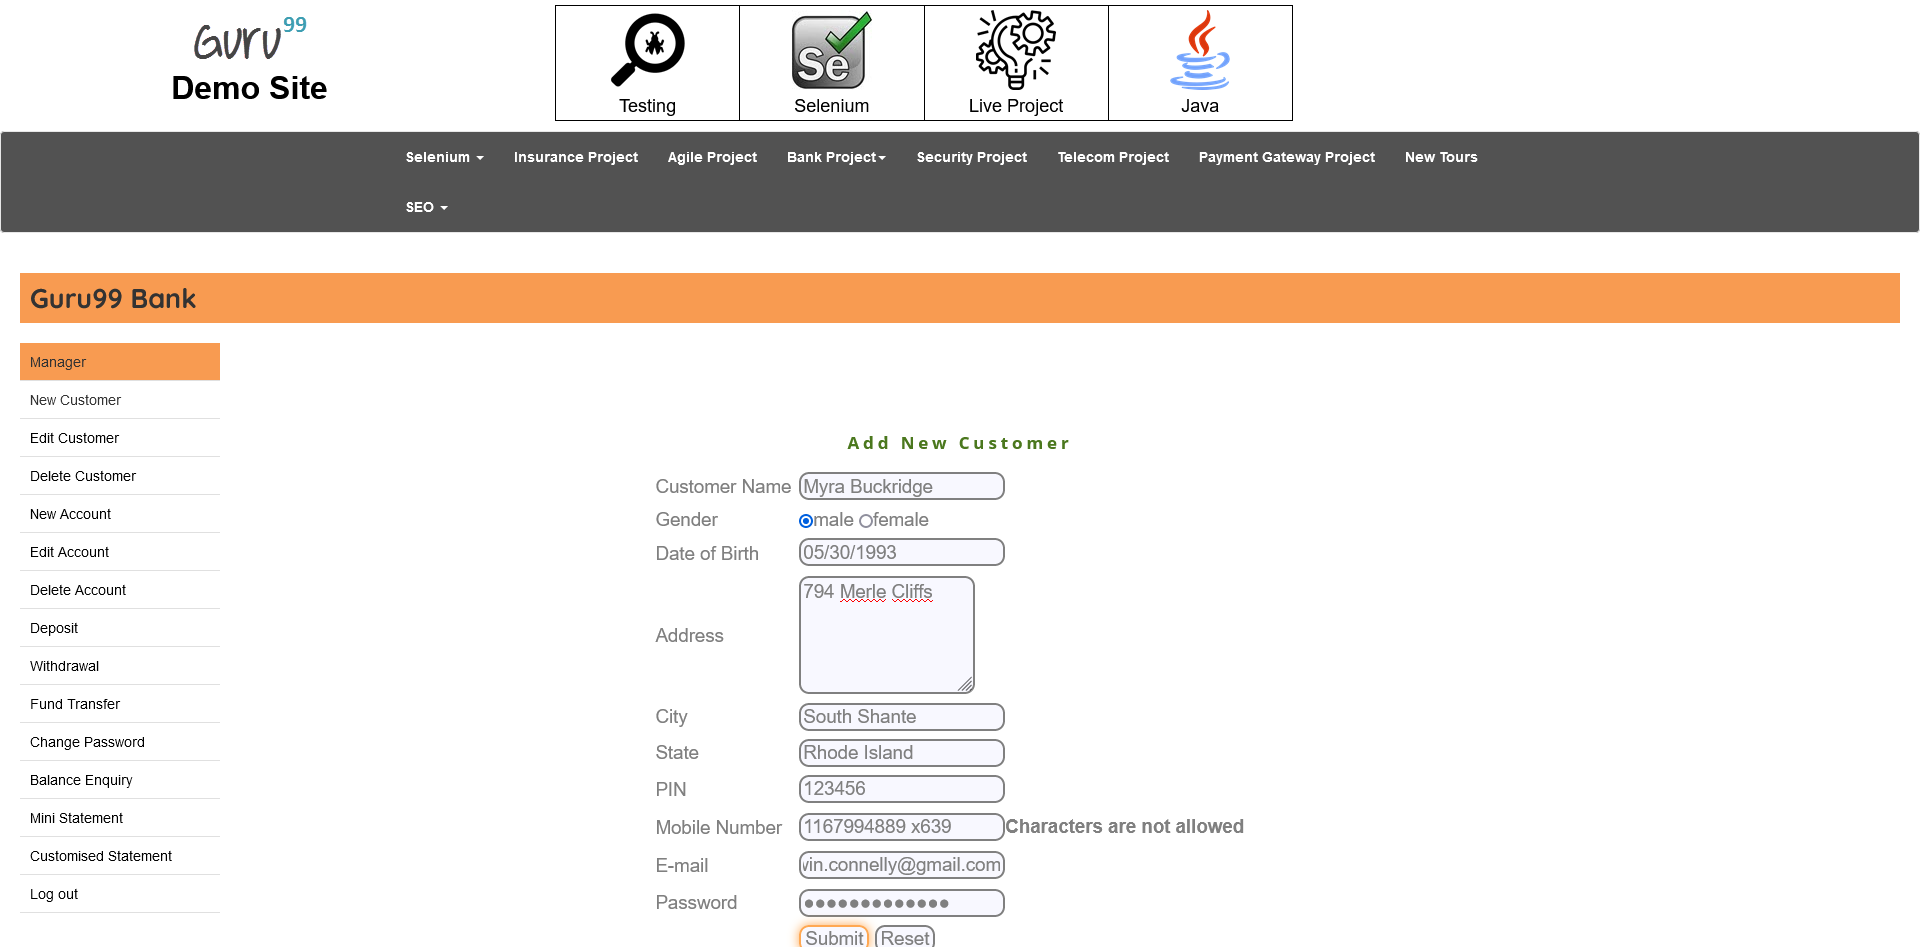 Guru99
Demo Site
Testing
Se
Selenium
Live Project
Java
Selenium
Insurance Project
Agile Project
Bank Project
Security Project
Telecom Project
Payment Gateway Project
New Tours
SEO
Guru99 Bank
Manager
New Customer
Edit Customer
Delete Customer
New Account
Edit Account
Delete Account
Deposit
Withdrawal
Fund Transfer
Change Password
Balance Enquiry
Mini Statement
Customised Statement
Log out
Add New Customer
Customer Name Myra Buckridge
Gender male female
Date of Birth 05/30/1993
Address 794 Merle Cliffs
City South Shante
State Rhode Island
PIN 123456
Mobile Number 1167994889 x639 Characters are not allowed
E-mail in.connelly@gmail.com
Password •••••••••••••
Submit Reset